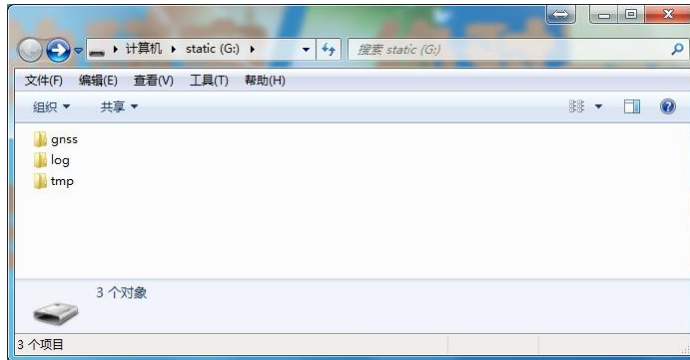 计算机 static (G:) 搜索 static (G:)
文件(F) 编辑(E) 查看(V) 工具(T) 帮助(H)
组织 共享
gnss
log
tmp
3 个对象
3 个项目